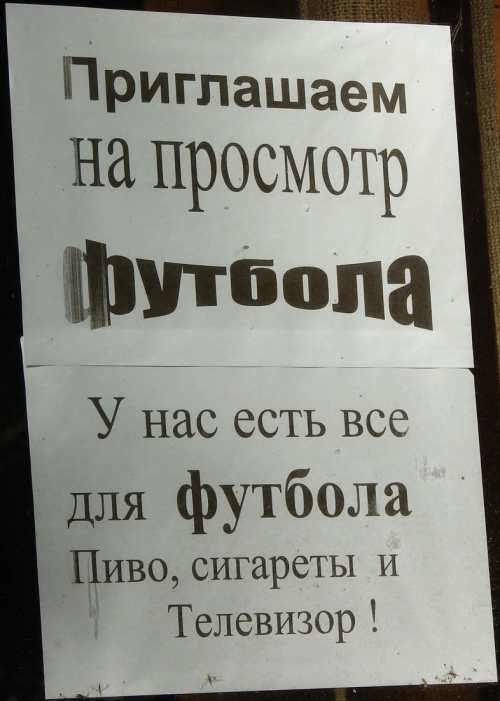 Приглашаем
на просмотр
футбола
У нас есть все
для футбола
Пиво, сигареты и
Телевизор !